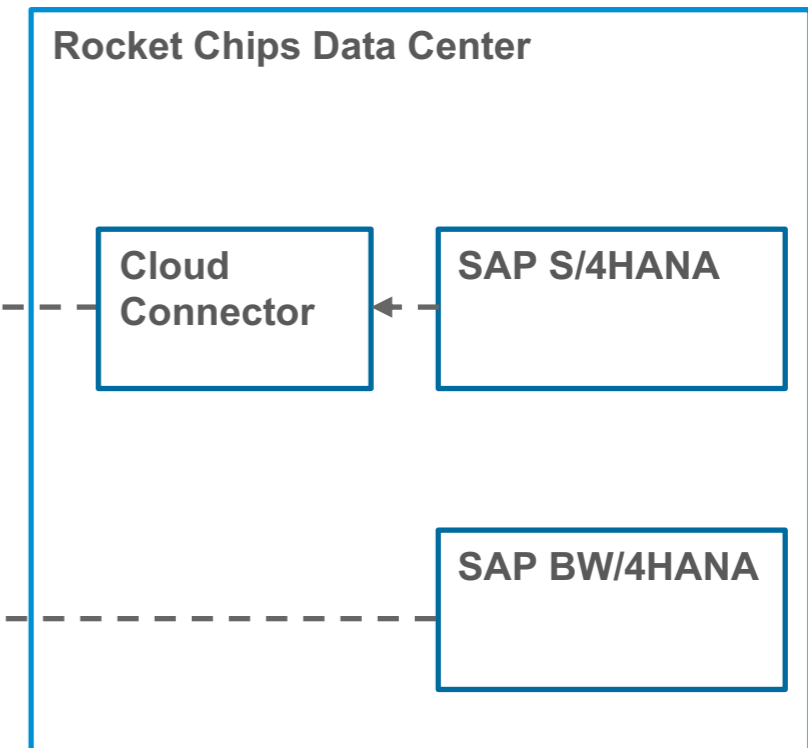 Rocket Chips Data Center
Cloud
Connector
SAP S/4HANA
SAP BW/4HANA